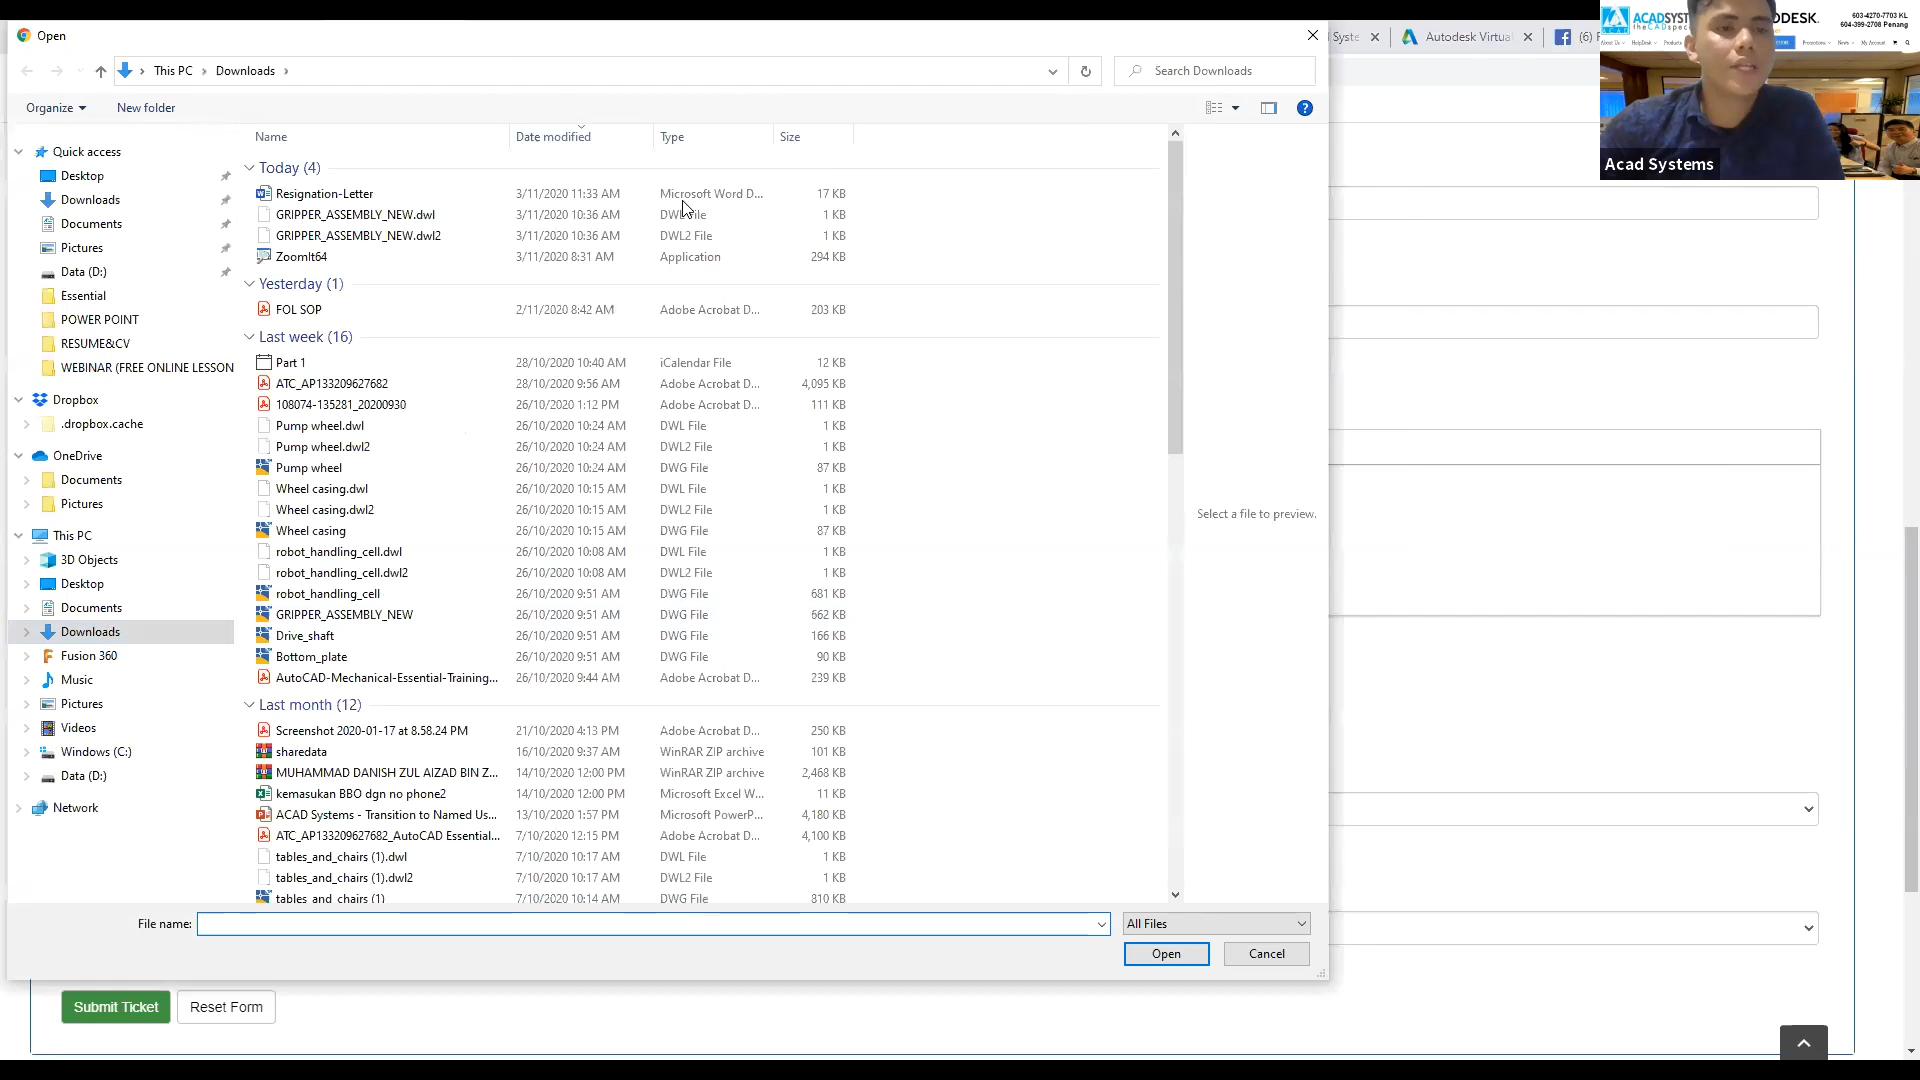 Open
This PC > Downloads >
Search Downloads
Organize
New folder
Name Date modified Type Size
Quick access
Desktop
Downloads
Documents
Pictures
Data (D:)
Essential
POWER POINT
RESUME&CV
WEBINAR (FREE ONLINE LESSON
Dropbox
.dropbox.cache
OneDrive
Documents
Pictures
This PC
3D Objects
Desktop
Documents
Downloads
Fusion 360
Music
Pictures
Videos
Windows (C:)
Data (D:)
Network
Today (4)
Resignation-Letter 3/11/2020 11:33 AM Microsoft Word D... 17 KB
GRIPPER_ASSEMBLY_NEW.dwl 3/11/2020 10:36 AM DWL File 1 KB
GRIPPER_ASSEMBLY_NEW.dwl2 3/11/2020 10:36 AM DWL2 File 1 KB
ZoomIt64 3/11/2020 8:31 AM Application 294 KB
Yesterday (1)
FOL SOP 2/11/2020 8:42 AM Adobe Acrobat D... 203 KB
Last week (16)
Part 1 28/10/2020 10:40 AM iCalendar File 12 KB
ATC_AP133209627682 28/10/2020 9:56 AM Adobe Acrobat D... 4,095 KB
108074-135281_20200930 26/10/2020 1:12 PM Adobe Acrobat D... 111 KB
Pump wheel.dwl 26/10/2020 10:24 AM DWL File 1 KB
Pump wheel.dwl2 26/10/2020 10:24 AM DWL2 File 1 KB
Pump wheel 26/10/2020 10:24 AM DWG File 87 KB
Wheel casing.dwl 26/10/2020 10:15 AM DWL File 1 KB
Wheel casing.dwl2 26/10/2020 10:15 AM DWL2 File 1 KB
Wheel casing 26/10/2020 10:15 AM DWG File 87 KB
robot_handling_cell.dwl 26/10/2020 10:08 AM DWL File 1 KB
robot_handling_cell.dwl2 26/10/2020 10:08 AM DWL2 File 1 KB
robot_handling_cell 26/10/2020 9:51 AM DWG File 681 KB
GRIPPER_ASSEMBLY_NEW 26/10/2020 9:51 AM DWG File 662 KB
Drive_shaft 26/10/2020 9:51 AM DWG File 166 KB
Bottom_plate 26/10/2020 9:51 AM DWG File 90 KB
AutoCAD-Mechanical-Essential-Training... 26/10/2020 9:44 AM Adobe Acrobat D... 239 KB
Last month (12)
Screenshot 2020-01-17 at 8.58.24 PM 21/10/2020 4:13 PM Adobe Acrobat D... 250 KB
sharedata 16/10/2020 9:37 AM WinRAR ZIP archive 101 KB
MUHAMMAD DANISH ZUL AIZAD BIN Z... 14/10/2020 12:00 PM WinRAR ZIP archive 2,468 KB
kemasukan BBO dgn no phone2 14/10/2020 12:00 PM Microsoft Excel W... 11 KB
ACAD Systems - Transition to Named Us... 13/10/2020 1:57 PM Microsoft PowerP... 4,180 KB
ATC_AP133209627682_AutoCAD Essential... 7/10/2020 12:15 PM Adobe Acrobat D... 4,100 KB
tables_and_chairs (1).dwl 7/10/2020 10:17 AM DWL File 1 KB
tables_and_chairs (1).dwl2 7/10/2020 10:17 AM DWL2 File 1 KB
tables_and_chairs (1) 7/10/2020 10:14 AM DWG File 810 KB
Select a file to preview.
File name:
All Files
Open
Cancel
Syste
Autodesk Virtua
(6)
603-4270-7703 KL
604-399-2708 Penang
Acad Systems
Submit Ticket
Reset Form